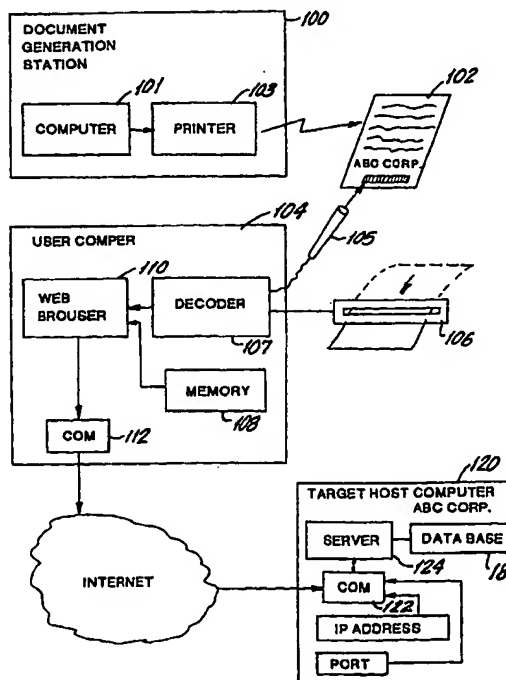 100
DOCUMENT
GENERATION
STATION
101
103
COMPUTER
PRINTER
102
ABC CORP.
104
USER COMPER
105
110
WEB
BROUSER
DECODER
107
106
MEMORY
108
COM
112
INTERNET
120
TARGET HOST COMPUTER
ABC CORP.
SERVER
DATA BASE
124
18
COM
122
IP ADDRESS
PORT